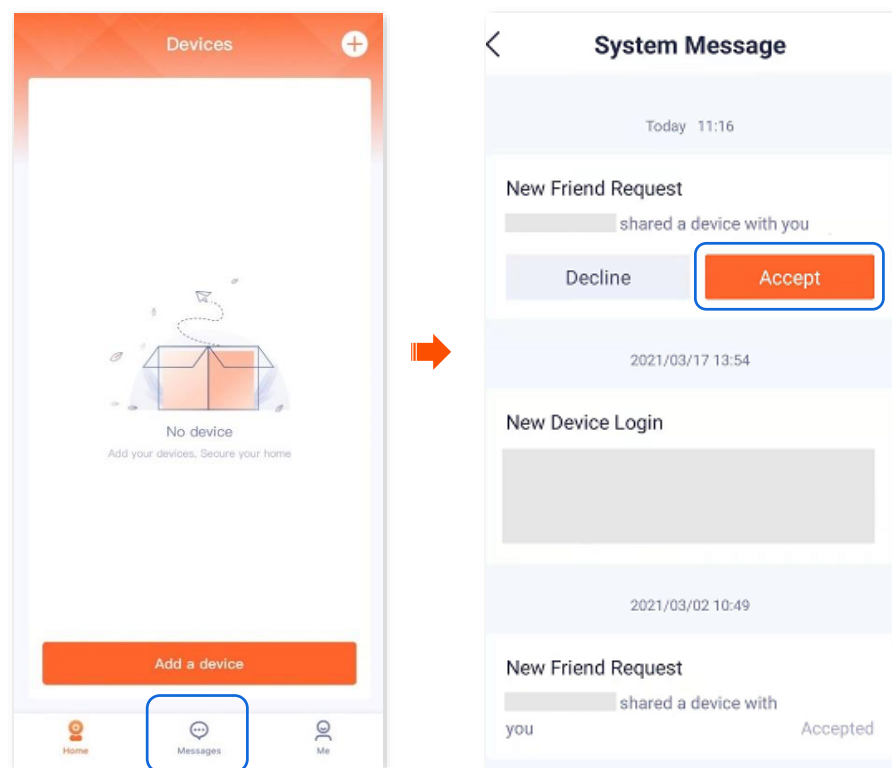 Devices
No device
Add your devices, Secure your home
Add a device
Home
Messages
Me
System Message
Today 11:16
New Friend Request
shared a device with you
Decline
Accept
2021/03/17 13:54
New Device Login
2021/03/02 10:49
New Friend Request
shared a device with
you
Accepted